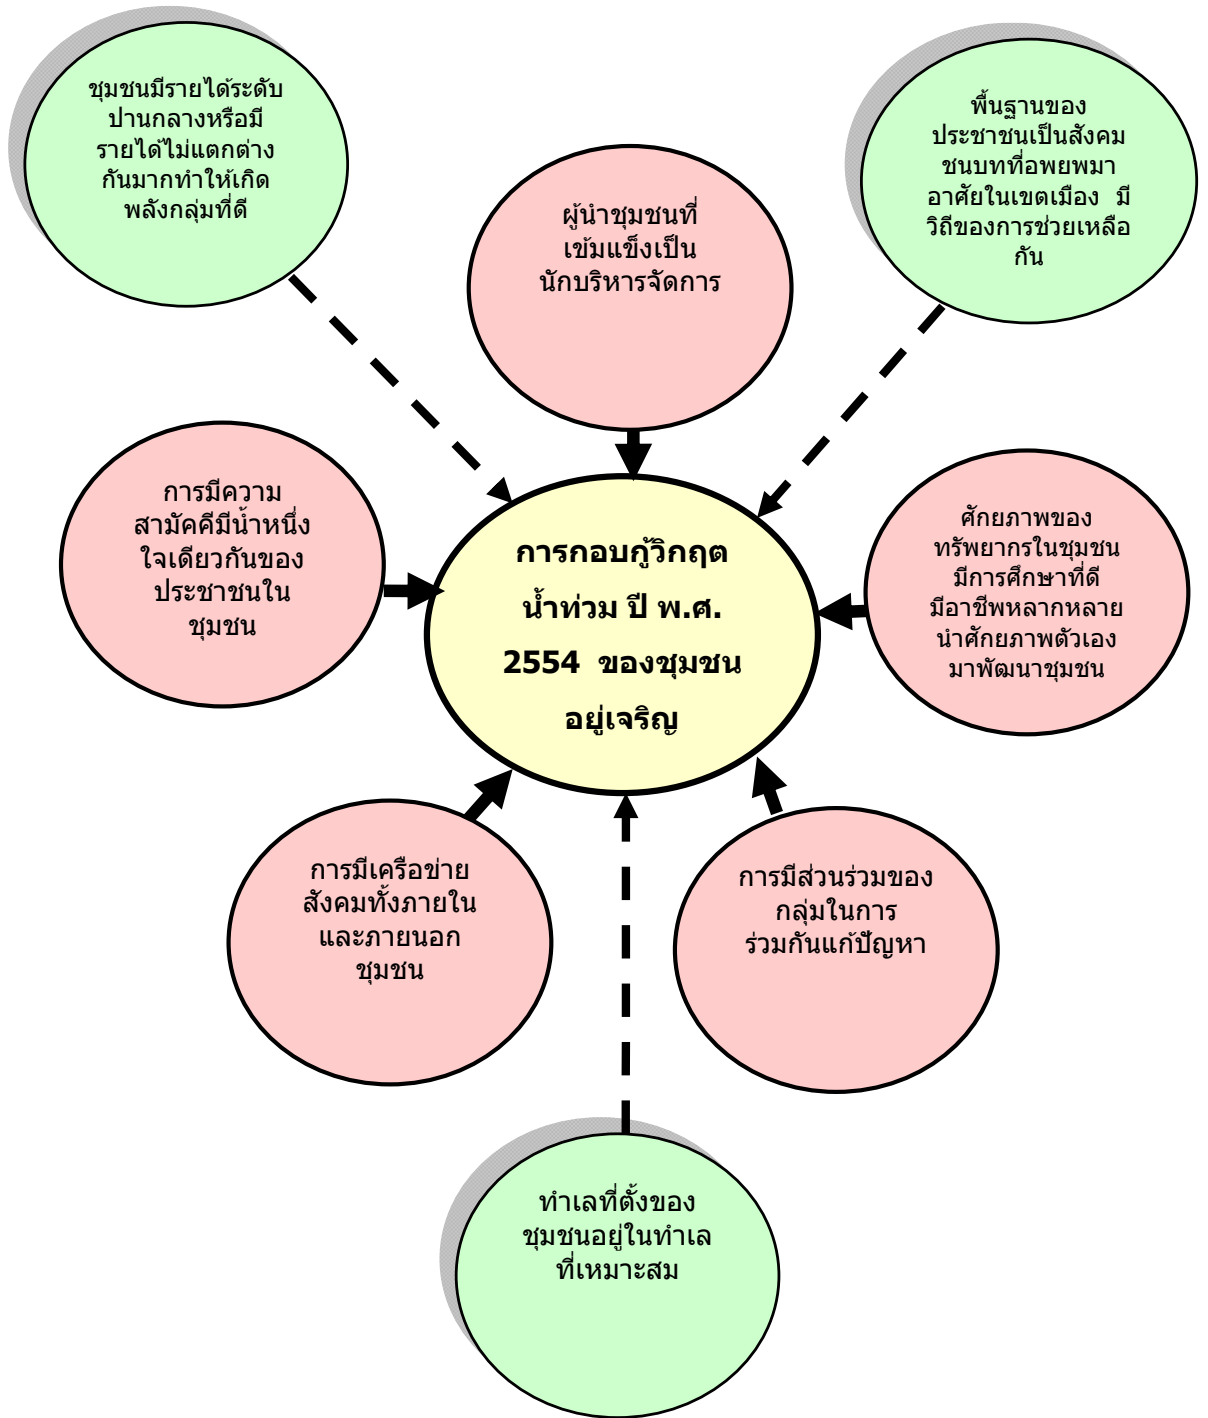 ชุมชนมีรายได้ระดับ
ปานกลางหรือมี
รายได้ไม่แตกต่าง
กันมากทำให้เกิด
พลังกลุ่มที่ดี
พื้นฐานของ
ประชาชนเป็นสังคม
ชนบทที่อพยพมา
อาศัยในเขตเมือง มี
วิถีของการช่วยเหลือ
กัน
ผู้นำชุมชนที่
เข้มแข็งเป็น
นักบริหารจัดการ
การมีความ
สามัคคีมีน้ำหนึ่ง
ใจเดียวกันของ
ประชาชนใน
ชุมชน
การกอบกู้วิกฤต
น้ำท่วม ปี พ.ศ.
2554 ของชุมชน
อยู่เจริญ
ศักยภาพของ
ทรัพยากรในชุมชน
มีการศึกษาที่ดี
มีอาชีพหลากหลาย
นำศักยภาพตัวเอง
มาพัฒนาชุมชน
การมีเครือข่าย
สังคมทั้งภายใน
และภายนอก
ชุมชน
การมีส่วนร่วมของ
กลุ่มในการ
ร่วมกันแก้ปัญหา
ทำเลที่ตั้งของ
ชุมชนอยู่ในทำเล
ที่เหมาะสม